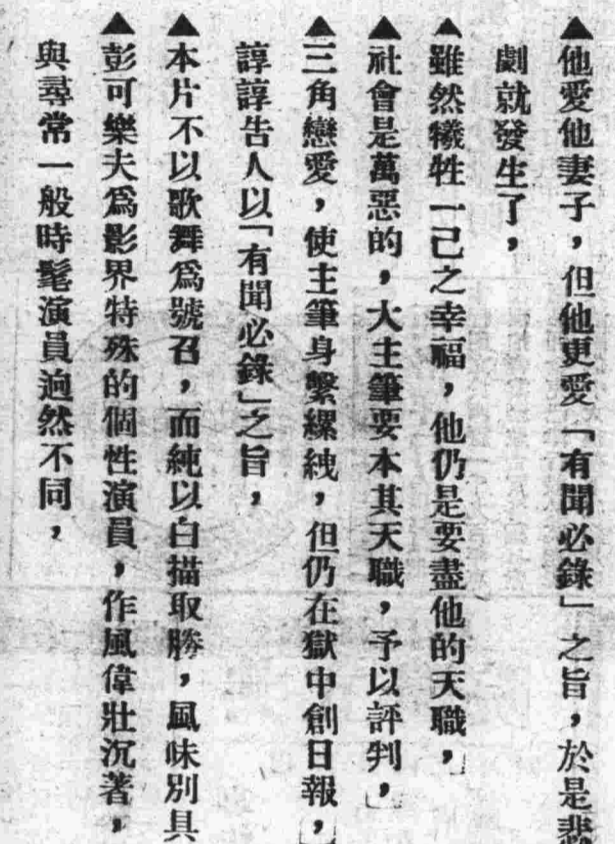 ▲他愛他妻子，但他更愛「有聞必錄」之旨，於是悲
劇就發生了，
▲雖然犧牲一己之幸福，他仍是要盡他的天職，
▲社會是萬惡的，大主筆要本其天職，予以評判，
▲三角戀愛，使主筆身繫縲絏，但仍在獄中創日報，
諄諄告人以「有聞必錄」之旨，
▲本片不以歌舞爲號召，而純以白描取勝，風味別具
▲彭可樂夫爲影界特殊的個性演員，作風偉壯沉著，
與尋常一般時髦演員逈然不同，